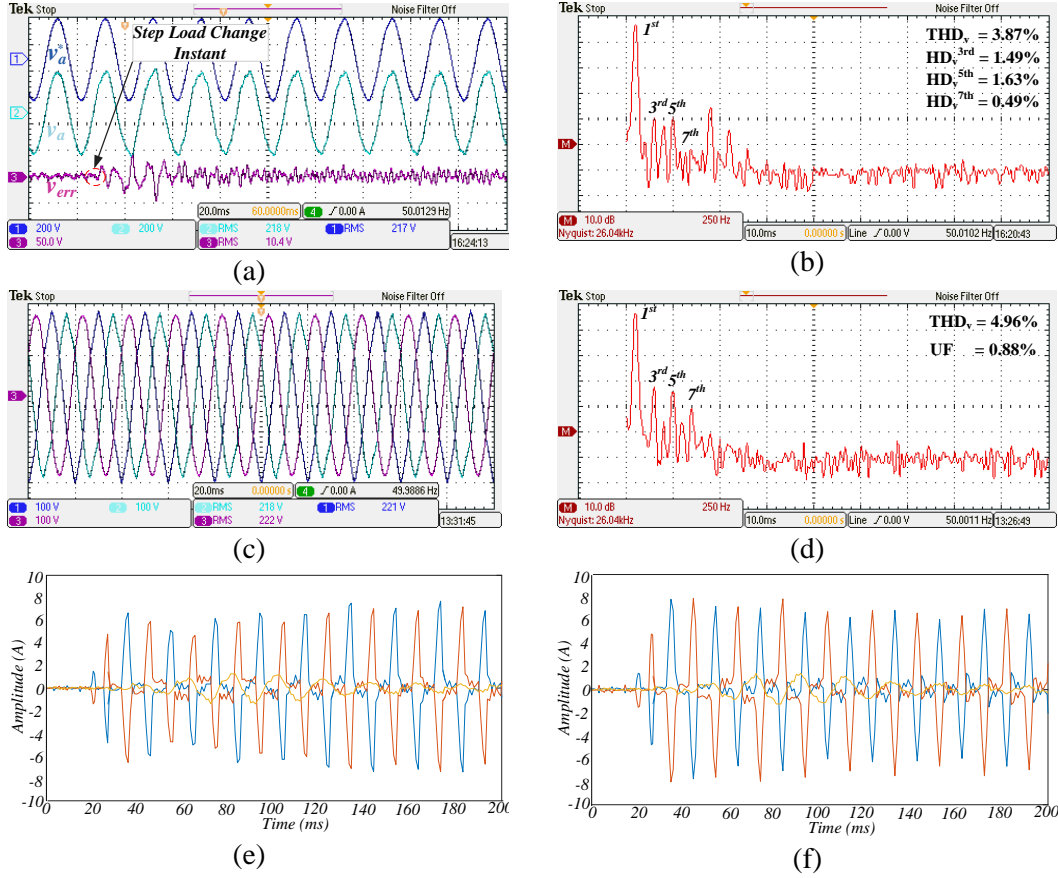 Tek Stop
Noise Filter Off
Step Load Change
Instant
1
v*a
2
va
3
verr
20.0ms 60.0000ms 4 0.00 A 50.0129Hz
1 200 V 2 200 V 2 RMS 218 V 1 RMS 217 V
3 50.0 V 3 RMS 10.4 V
16:24:13
(a)
Tek Stop
Noise Filter Off
1st
THDv = 3.87%
HDv3rd = 1.49%
HDv5th = 1.63%
HDv7th = 0.49%
3rd 5th
7th
M
M 10.0 dB 250 Hz
Nyquist: 26.04kHz
10.0ms 0.00000 s Line 0.00 V 50.0102 Hz 16:20:43
(b)
Tek Stop
Noise Filter Off
3
20.0ms 0.00000 s 4 0.00 A 49.9886 Hz
1 100 V 2 100 V 2 RMS 218 V 1 RMS 221 V
3 100 V 3 RMS 222 V
13:31:45
(c)
Tek Stop
Noise Filter Off
1st
THDv = 4.96%
UF = 0.88%
3rd 5th
7th
M
M 10.0 dB 250 Hz
Nyquist: 26.04kHz
10.0ms 0.00000 s Line 0.00 V 50.0011 Hz 13:26:49
(d)
Amplitude (A)
10
8
6
4
2
0
-2
-4
-6
-8
-10
0 20 40 60 80 100 120 140 160 180 200
Time (ms)
(e)
Amplitude (A)
10
8
6
4
2
0
-2
-4
-6
-8
-10
0 20 40 60 80 100 120 140 160 180 200
Time (ms)
(f)